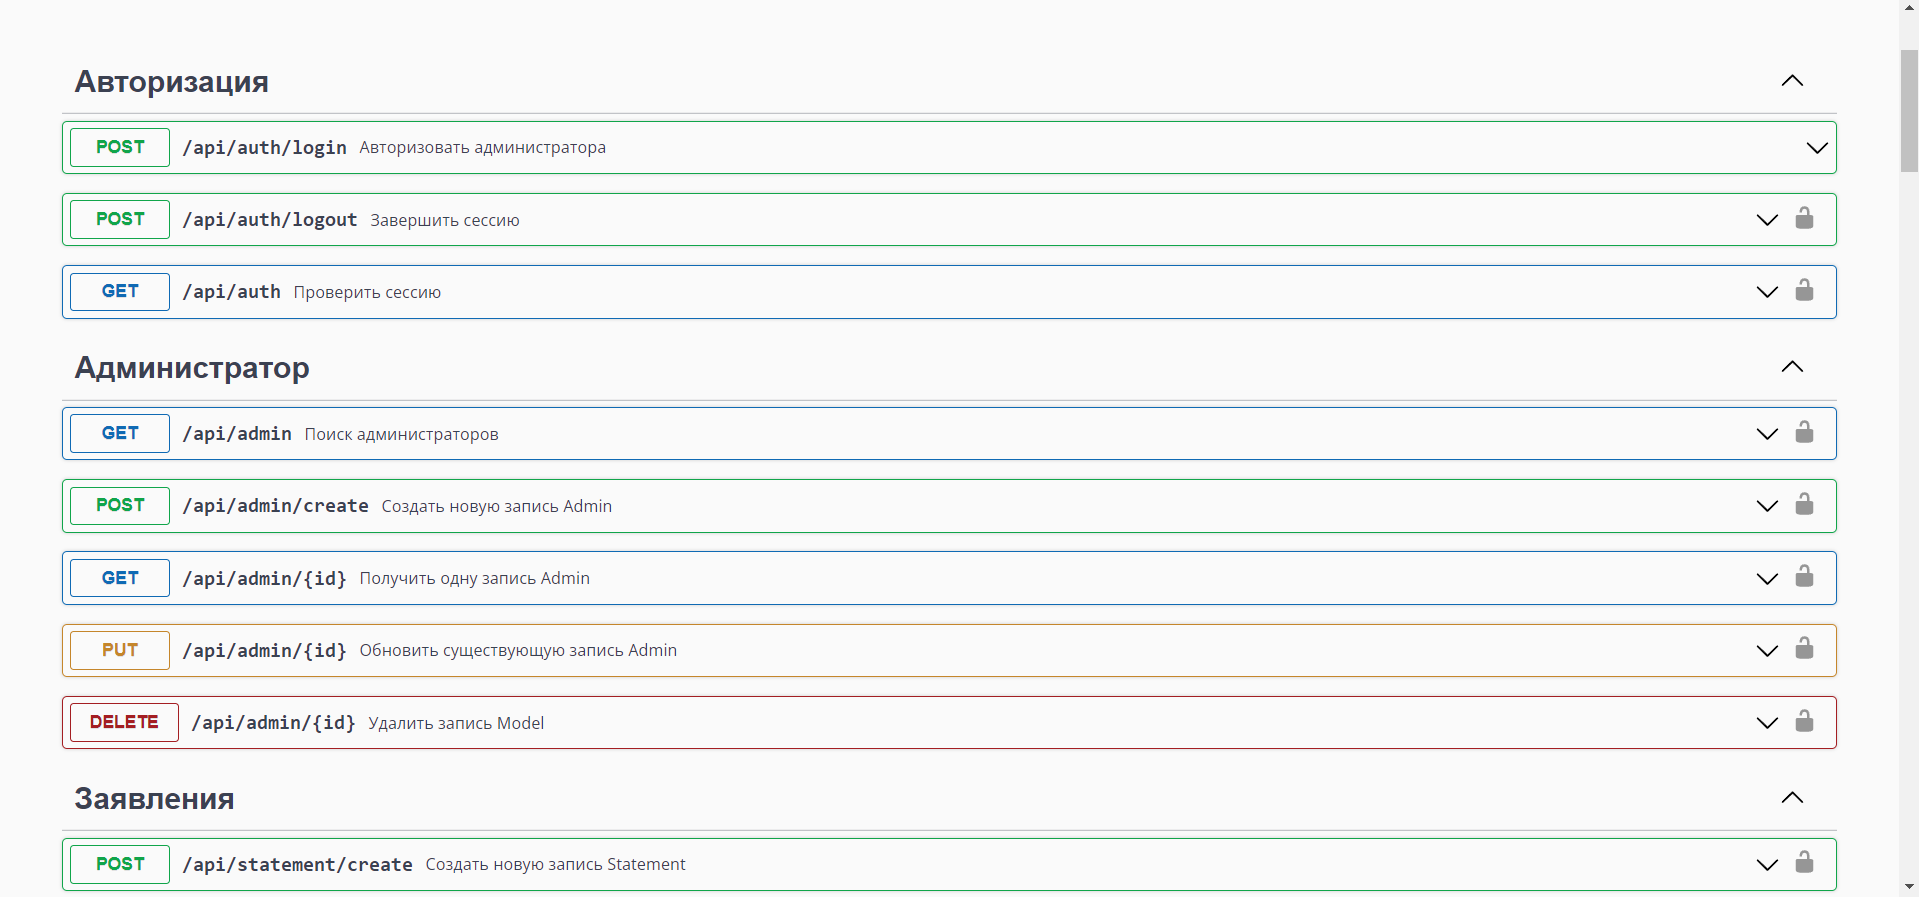 Авторизация
POST /api/auth/login Авторизовать администратора
POST /api/auth/logout Завершить сессию
GET /api/auth Проверить сессию
Администратор
GET /api/admin Поиск администраторов
POST /api/admin/create Создать новую запись Admin
GET /api/admin/{id} Получить одну запись Admin
PUT /api/admin/{id} Обновить существующую запись Admin
DELETE /api/admin/{id} Удалить запись Model
Заявления
POST /api/statement/create Создать новую запись Statement